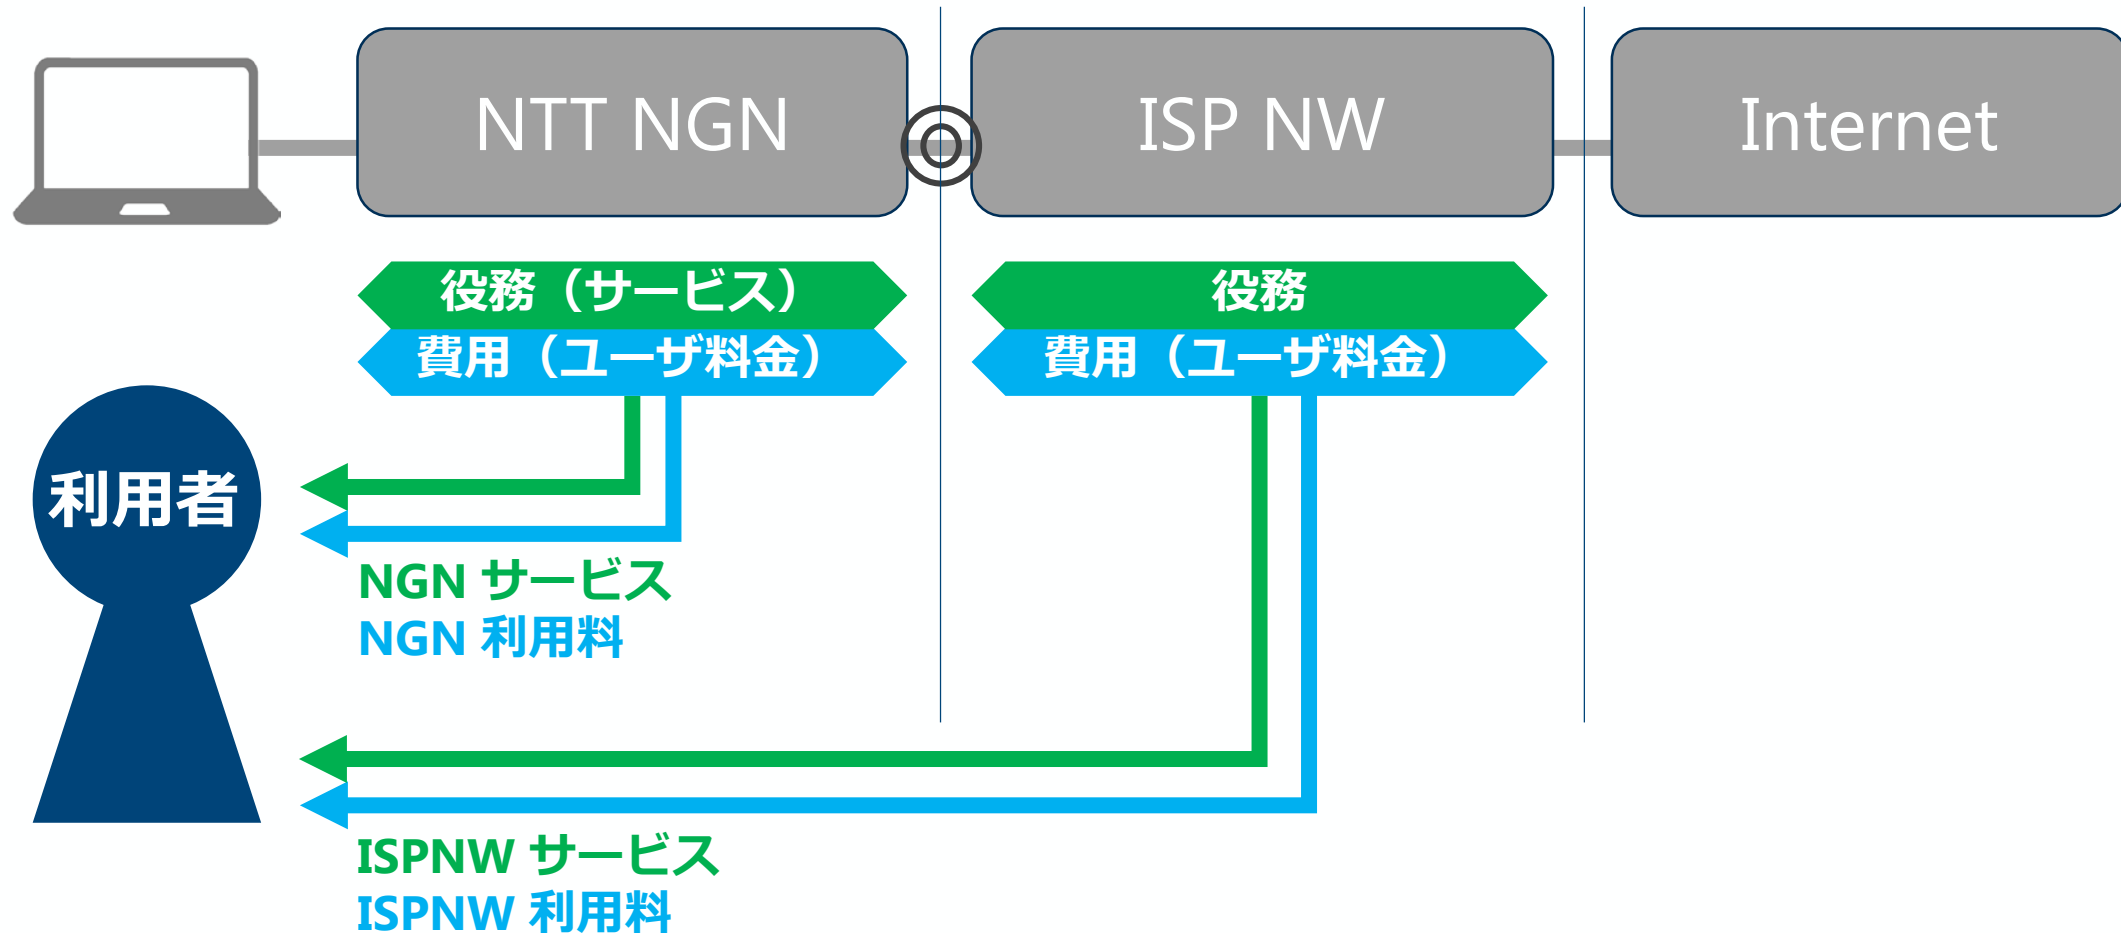 NTT NGN
ISP NW
Internet
役務（サービス）
役務
費用（ユーザ料金）
費用（ユーザ料金）
利用者
NGN サービス
NGN 利用料
ISPNW サービス
ISPNW 利用料